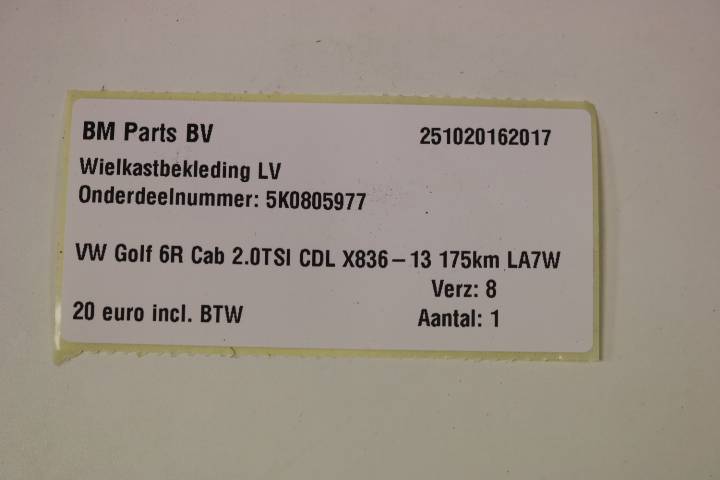 BM Parts BV 251020162017
Wielkastbekleding LV
Onderdeelnummer: 5K0805977
VW Golf 6R Cab 2.0TSI CDL X836-13 175km LA7W
Verz: 8
20 euro incl. BTW Aantal: 1